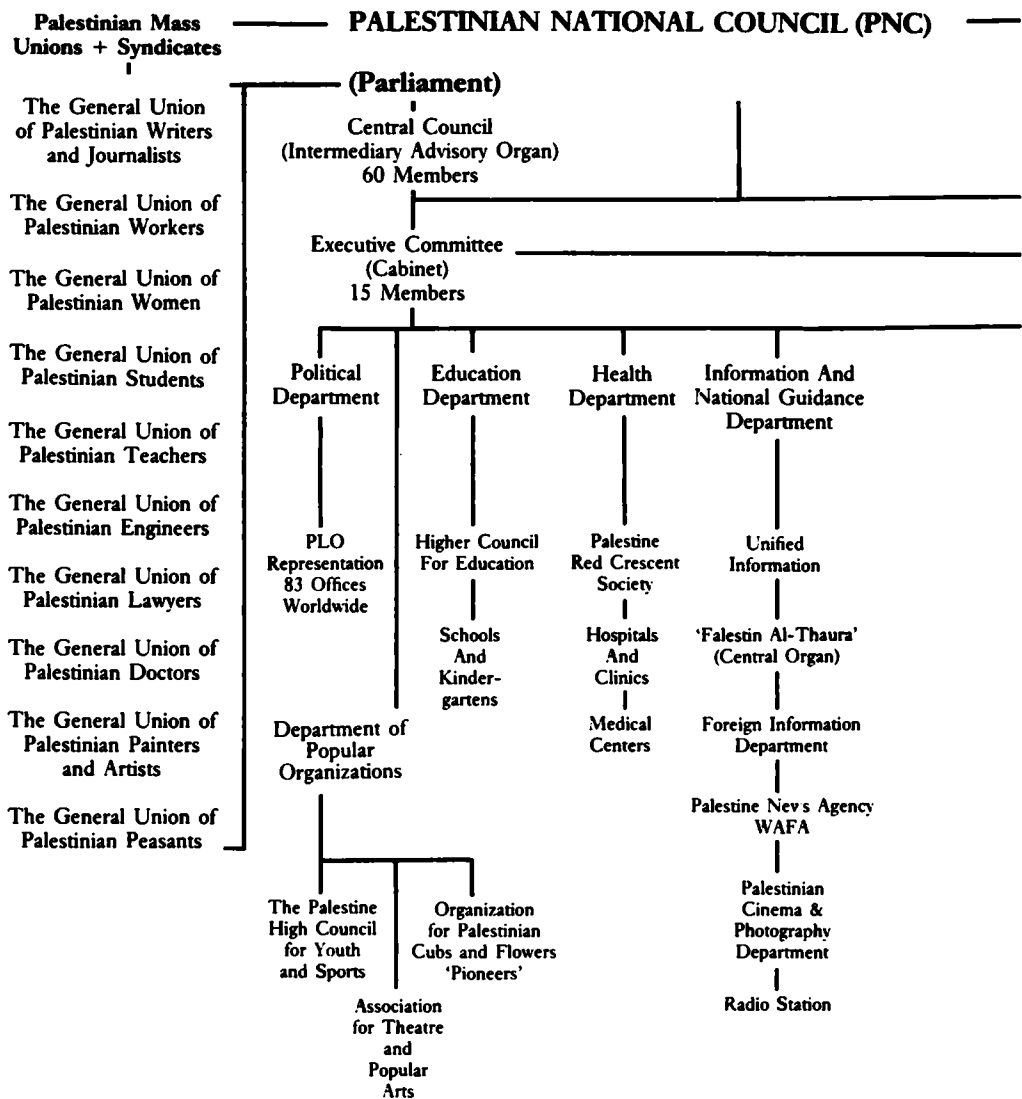 Palestinian Mass
Unions + Syndicates
The General Union
of Palestinian Writers
and Journalists
The General Union of
Palestinian Workers
The General Union of
Palestinian Women
The General Union of
Palestinian Students
The General Union of
Palestinian Teachers
The General Union of
Palestinian Engineers
The General Union of
Palestinian Lawyers
The General Union of
Palestinian Doctors
The General Union of
Palestinian Painters
and Artists
The General Union of
Palestinian Peasants
PALESTINIAN NATIONAL COUNCIL (PNC)
(Parliament)
Central Council
(Intermediary Advisory Organ)
60 Members
Executive Committee
(Cabinet)
15 Members
Political
Department
PLO
Representation
83 Offices
Worldwide
Department of
Popular
Organizations
The Palestine
High Council
for Youth
and Sports
Association
for Theatre
and
Popular
Arts
Organization
for Palestinian
Cubs and Flowers
'Pioneers'
Education
Department
Higher Council
For Education
Schools
And
Kinder-
gartens
Health
Department
Palestine
Red Crescent
Society
Hospitals
And
Clinics
Medical
Centers
Information And
National Guidance
Department
Unified
Information
'Falestin Al-Thaura'
(Central Organ)
Foreign Information
Department
Palestine News Agency
WAFA
Palestinian
Cinema &
Photography
Department
Radio Station